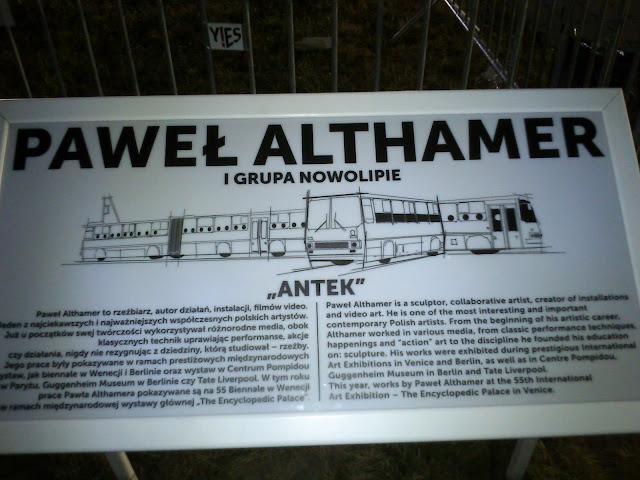 YES
PAWEŁ ALTHAMER
I GRUPA NOWOLIPIE
„ANTEK”
Paweł Althamer to rzeźbiarz, autor działań, instalacji, filmów video.
Jeden z najciekawszych i najważniejszych współczesnych polskich artystów.
Już u początków swej twórczości wykorzystywał różnorodne media, obok
klasycznych technik uprawiając performanse, akcje
czy działania, nigdy nie rezygnując z dziedziny, którą studiował – rzeźby.
Jego prace były pokazywane w ramach prestiżowych międzynarodowych
wystaw, jak biennale w Wenecji i Berlinie oraz wystaw w Centrum Pompidou
w Paryżu, Guggenheim Museum w Berlinie czy Tate Liverpool. W tym roku
prace Pawła Althamera pokazywane są na 55 Biennale w Wenecji
w ramach międzynarodowej wystawy głównej „The Encyclopedic Palace”.
Paweł Althamer is a sculptor, collaborative artist, creator of installations
and video art. He is one of the most interesting and important
contemporary Polish artists. From the beginning of his artistic career,
Althamer worked in various media, from classic performance techniques,
happenings and "action" art to the discipline he founded his education
on: sculpture. His works were exhibited during prestigious International
Art Exhibitions in Venice and Berlin, as well as in Centre Pompidou,
Guggenheim Museum in Berlin and Tate Liverpool.
This year, works by Paweł Althamer at the 55th International
Art Exhibition – The Encyclopedic Palace in Venice.